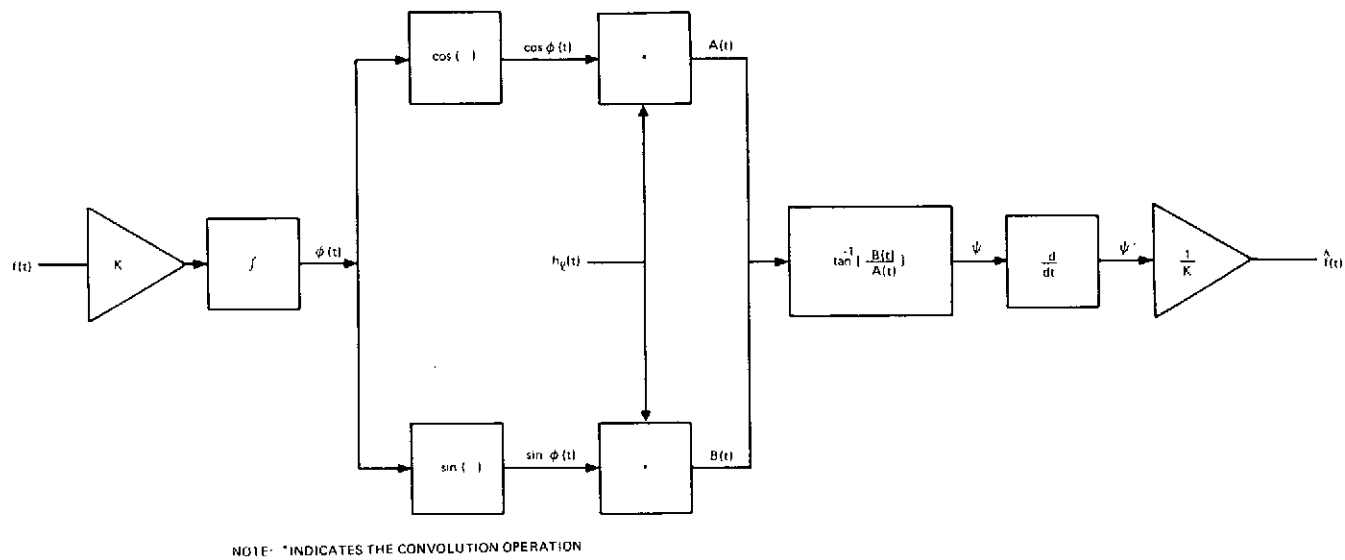 cos ( )
cos ϕ(t)
*
A(t)
f(t)
K
∫
ϕ(t)
h_ℓ(t)
tan⁻¹ [ B(t) / A(t) ]
ψ
d/dt
ψ˙
1/K
f̂(t)
sin ( )
sin ϕ(t)
*
B(t)
NOTE: *INDICATES THE CONVOLUTION OPERATION